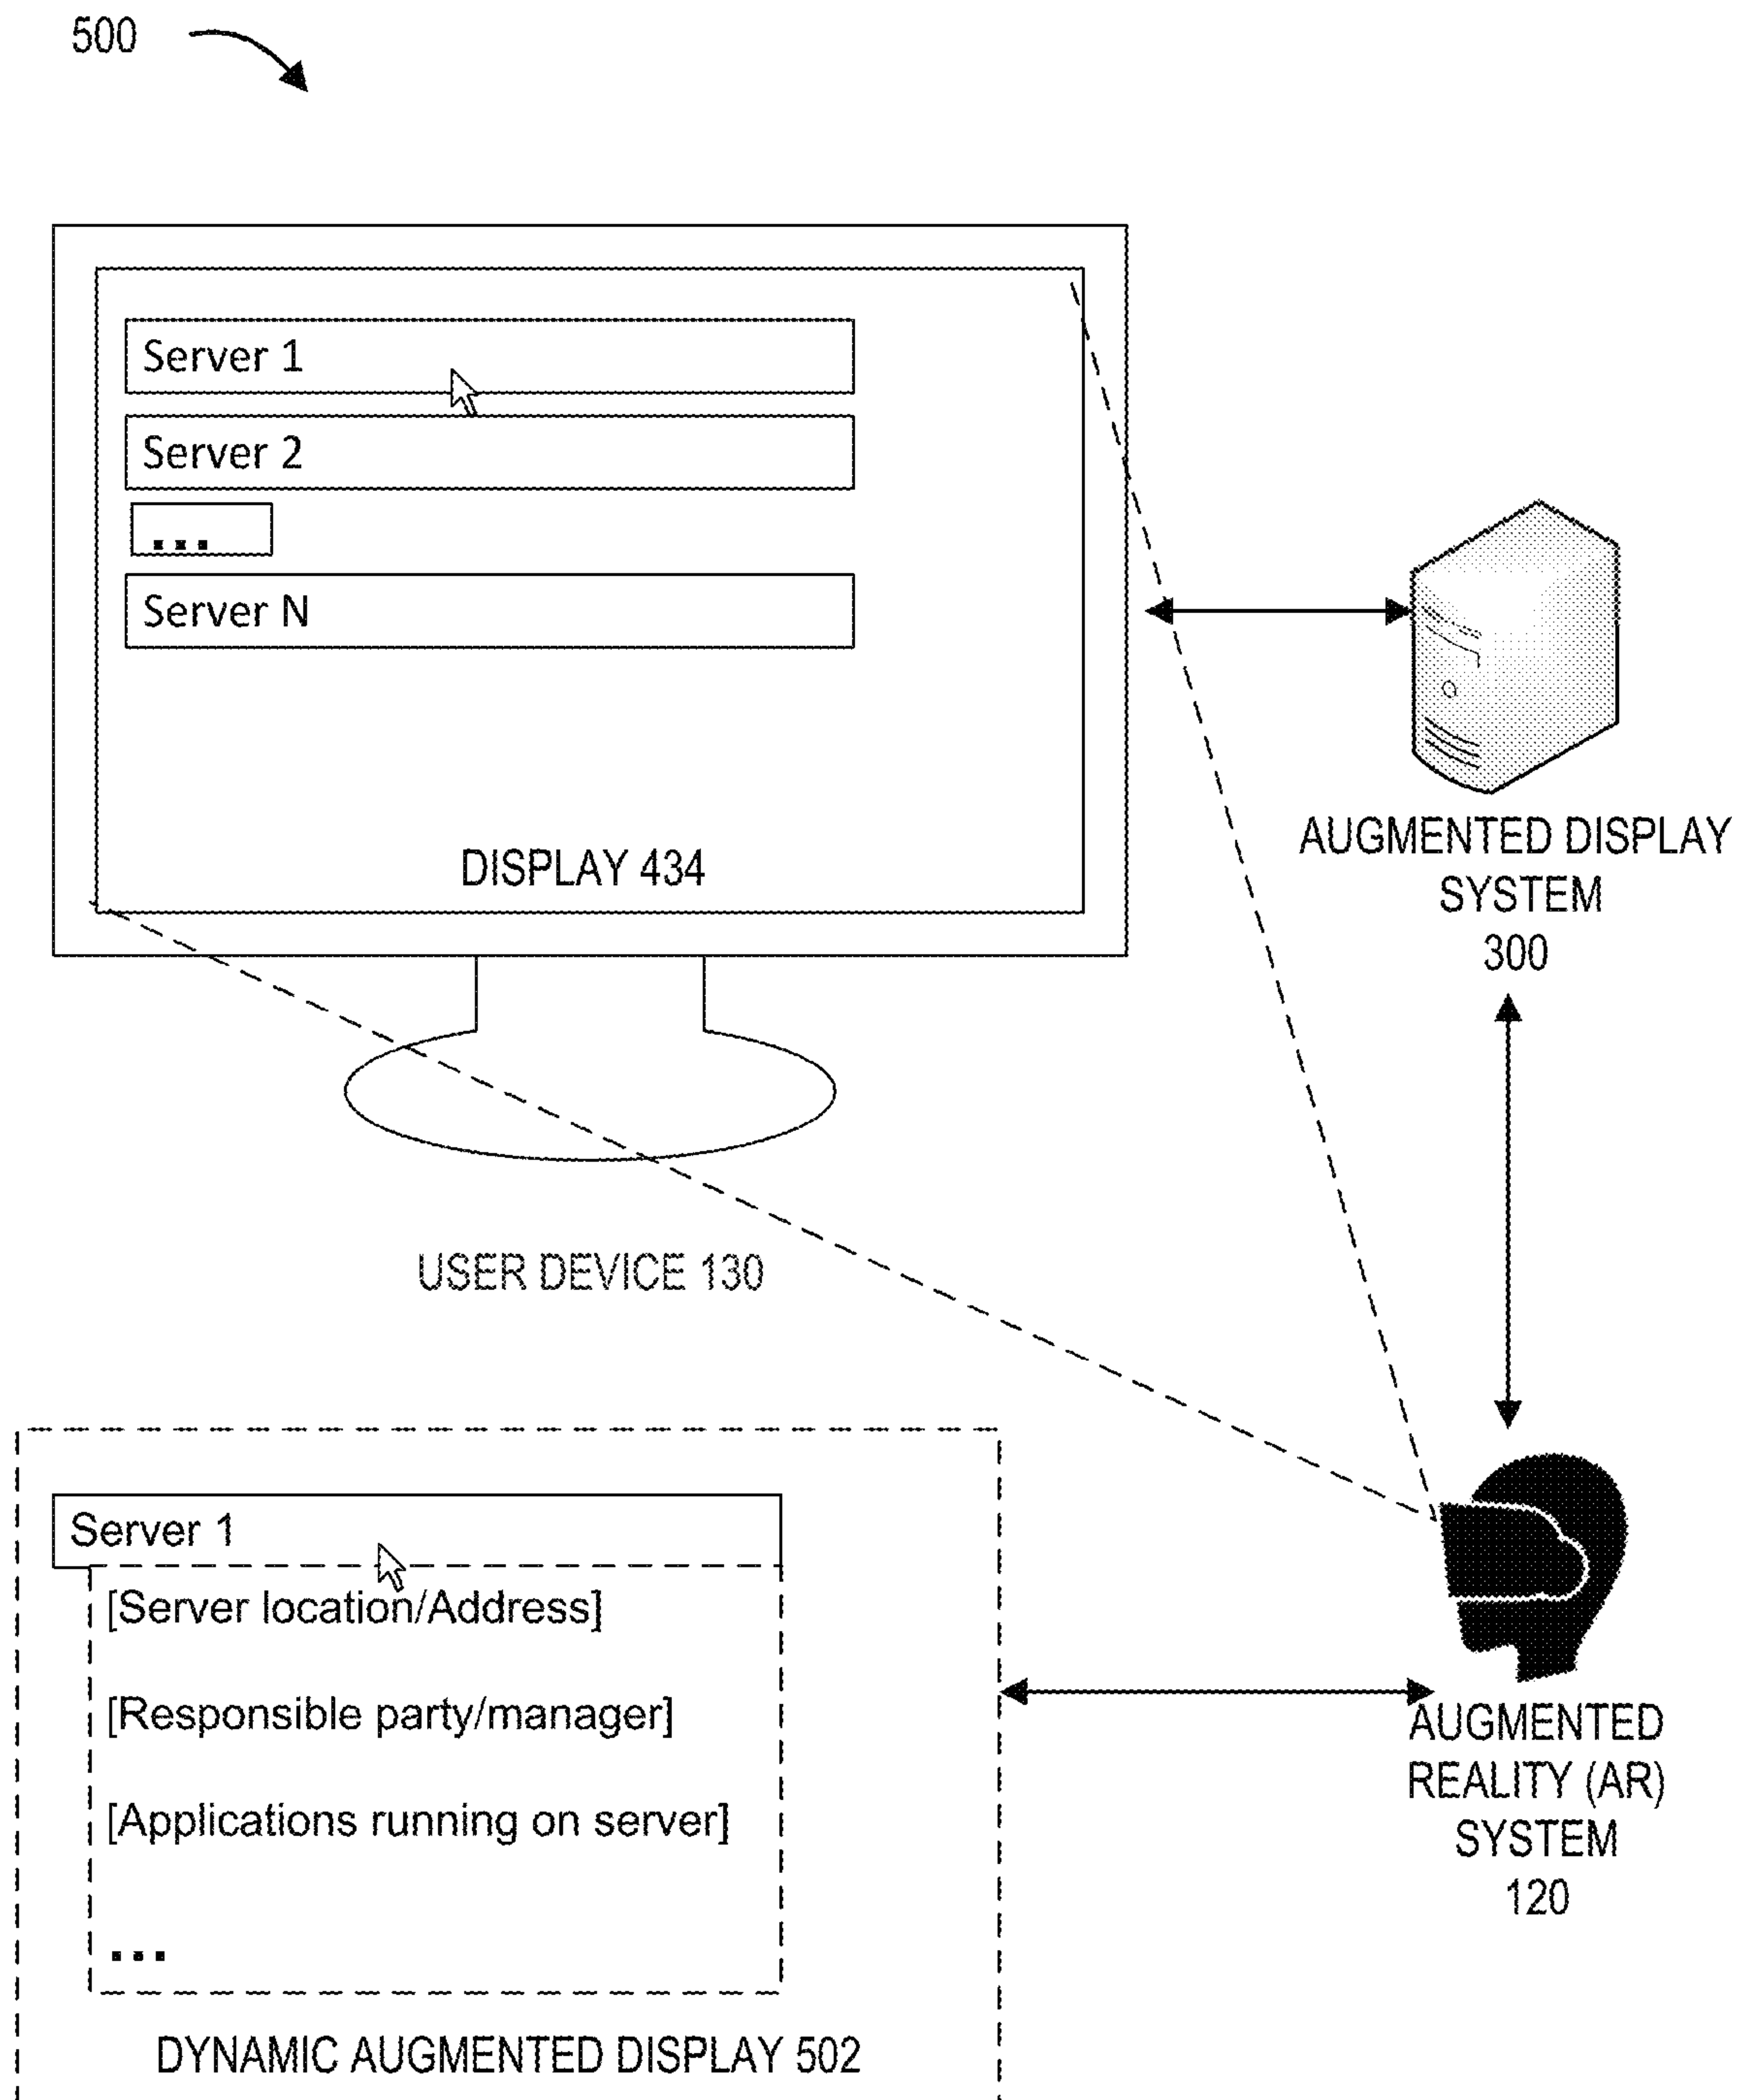 500
Server 1
Server 2
...
Server N
DISPLAY 434
AUGMENTED DISPLAY
SYSTEM
300
USER DEVICE 130
Server 1
[Server location/Address]
[Responsible party/manager]
[Applications running on server]
...
DYNAMIC AUGMENTED DISPLAY 502
AUGMENTED
REALITY (AR)
SYSTEM
120